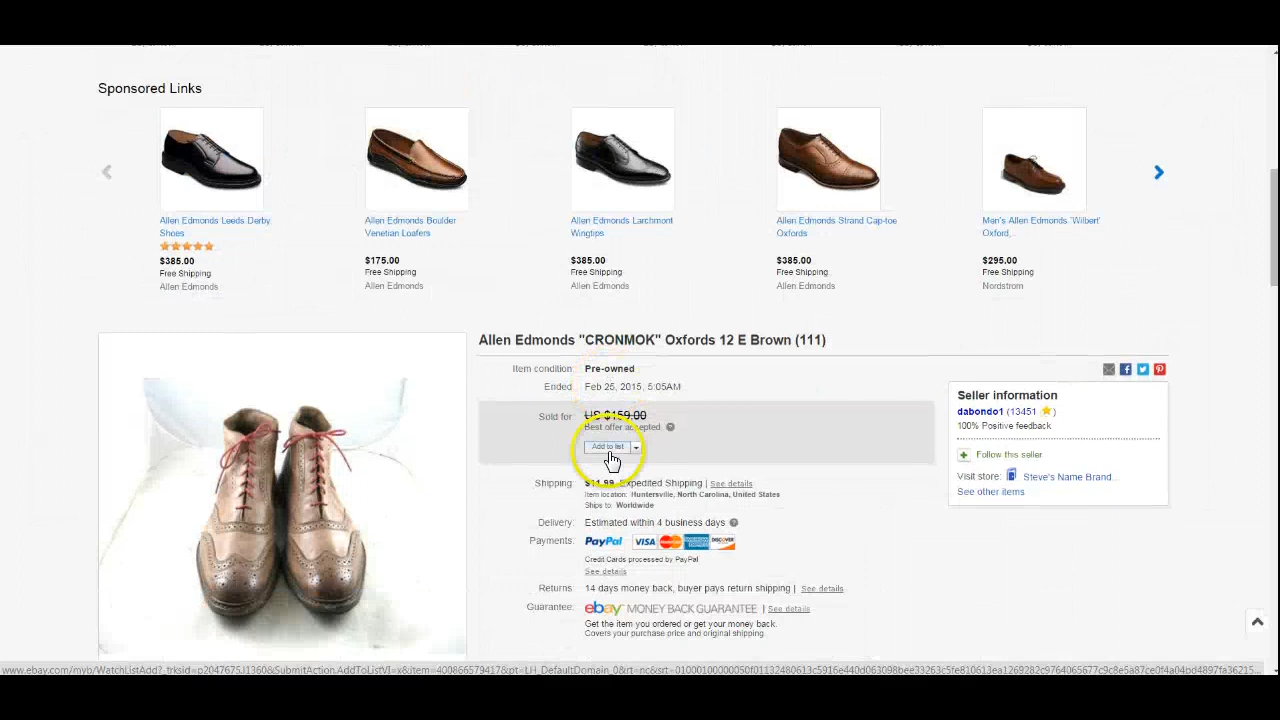 Sponsored Links
Allen Edmonds Leeds Derby Shoes
$385.00
Free Shipping
Allen Edmonds
Allen Edmonds Boulder Venetian Loafers
$175.00
Free Shipping
Allen Edmonds
Allen Edmonds Larchmont Wingtips
$385.00
Free Shipping
Allen Edmonds
Allen Edmonds Strand Cap-toe Oxfords
$385.00
Free Shipping
Allen Edmonds
Men's Allen Edmonds 'Wilbert' Oxford,...
$295.00
Free Shipping
Nordstrom
Allen Edmonds "CRONMOK" Oxfords 12 E Brown (111)
Item condition: Pre-owned
Ended: Feb 25, 2015, 5:05AM
Sold for: US $159.00
Best offer accepted
Add to list
Shipping: $11.99 Expedited Shipping | See details
Item location: Huntersville, North Carolina, United States
Ships to: Worldwide
Delivery: Estimated within 4 business days
Payments: PayPal VISA MasterCard DISCOVER
Credit Cards processed by PayPal
See details
Returns: 14 days money back, buyer pays return shipping | See details
Guarantee: ebay MONEY BACK GUARANTEE | See details
Get the item you ordered or get your money back.
Covers your purchase price and original shipping.
Seller information
dabondo1 (13451)
100% Positive feedback
Follow this seller
Visit store: Steve's Name Brand...
See other items